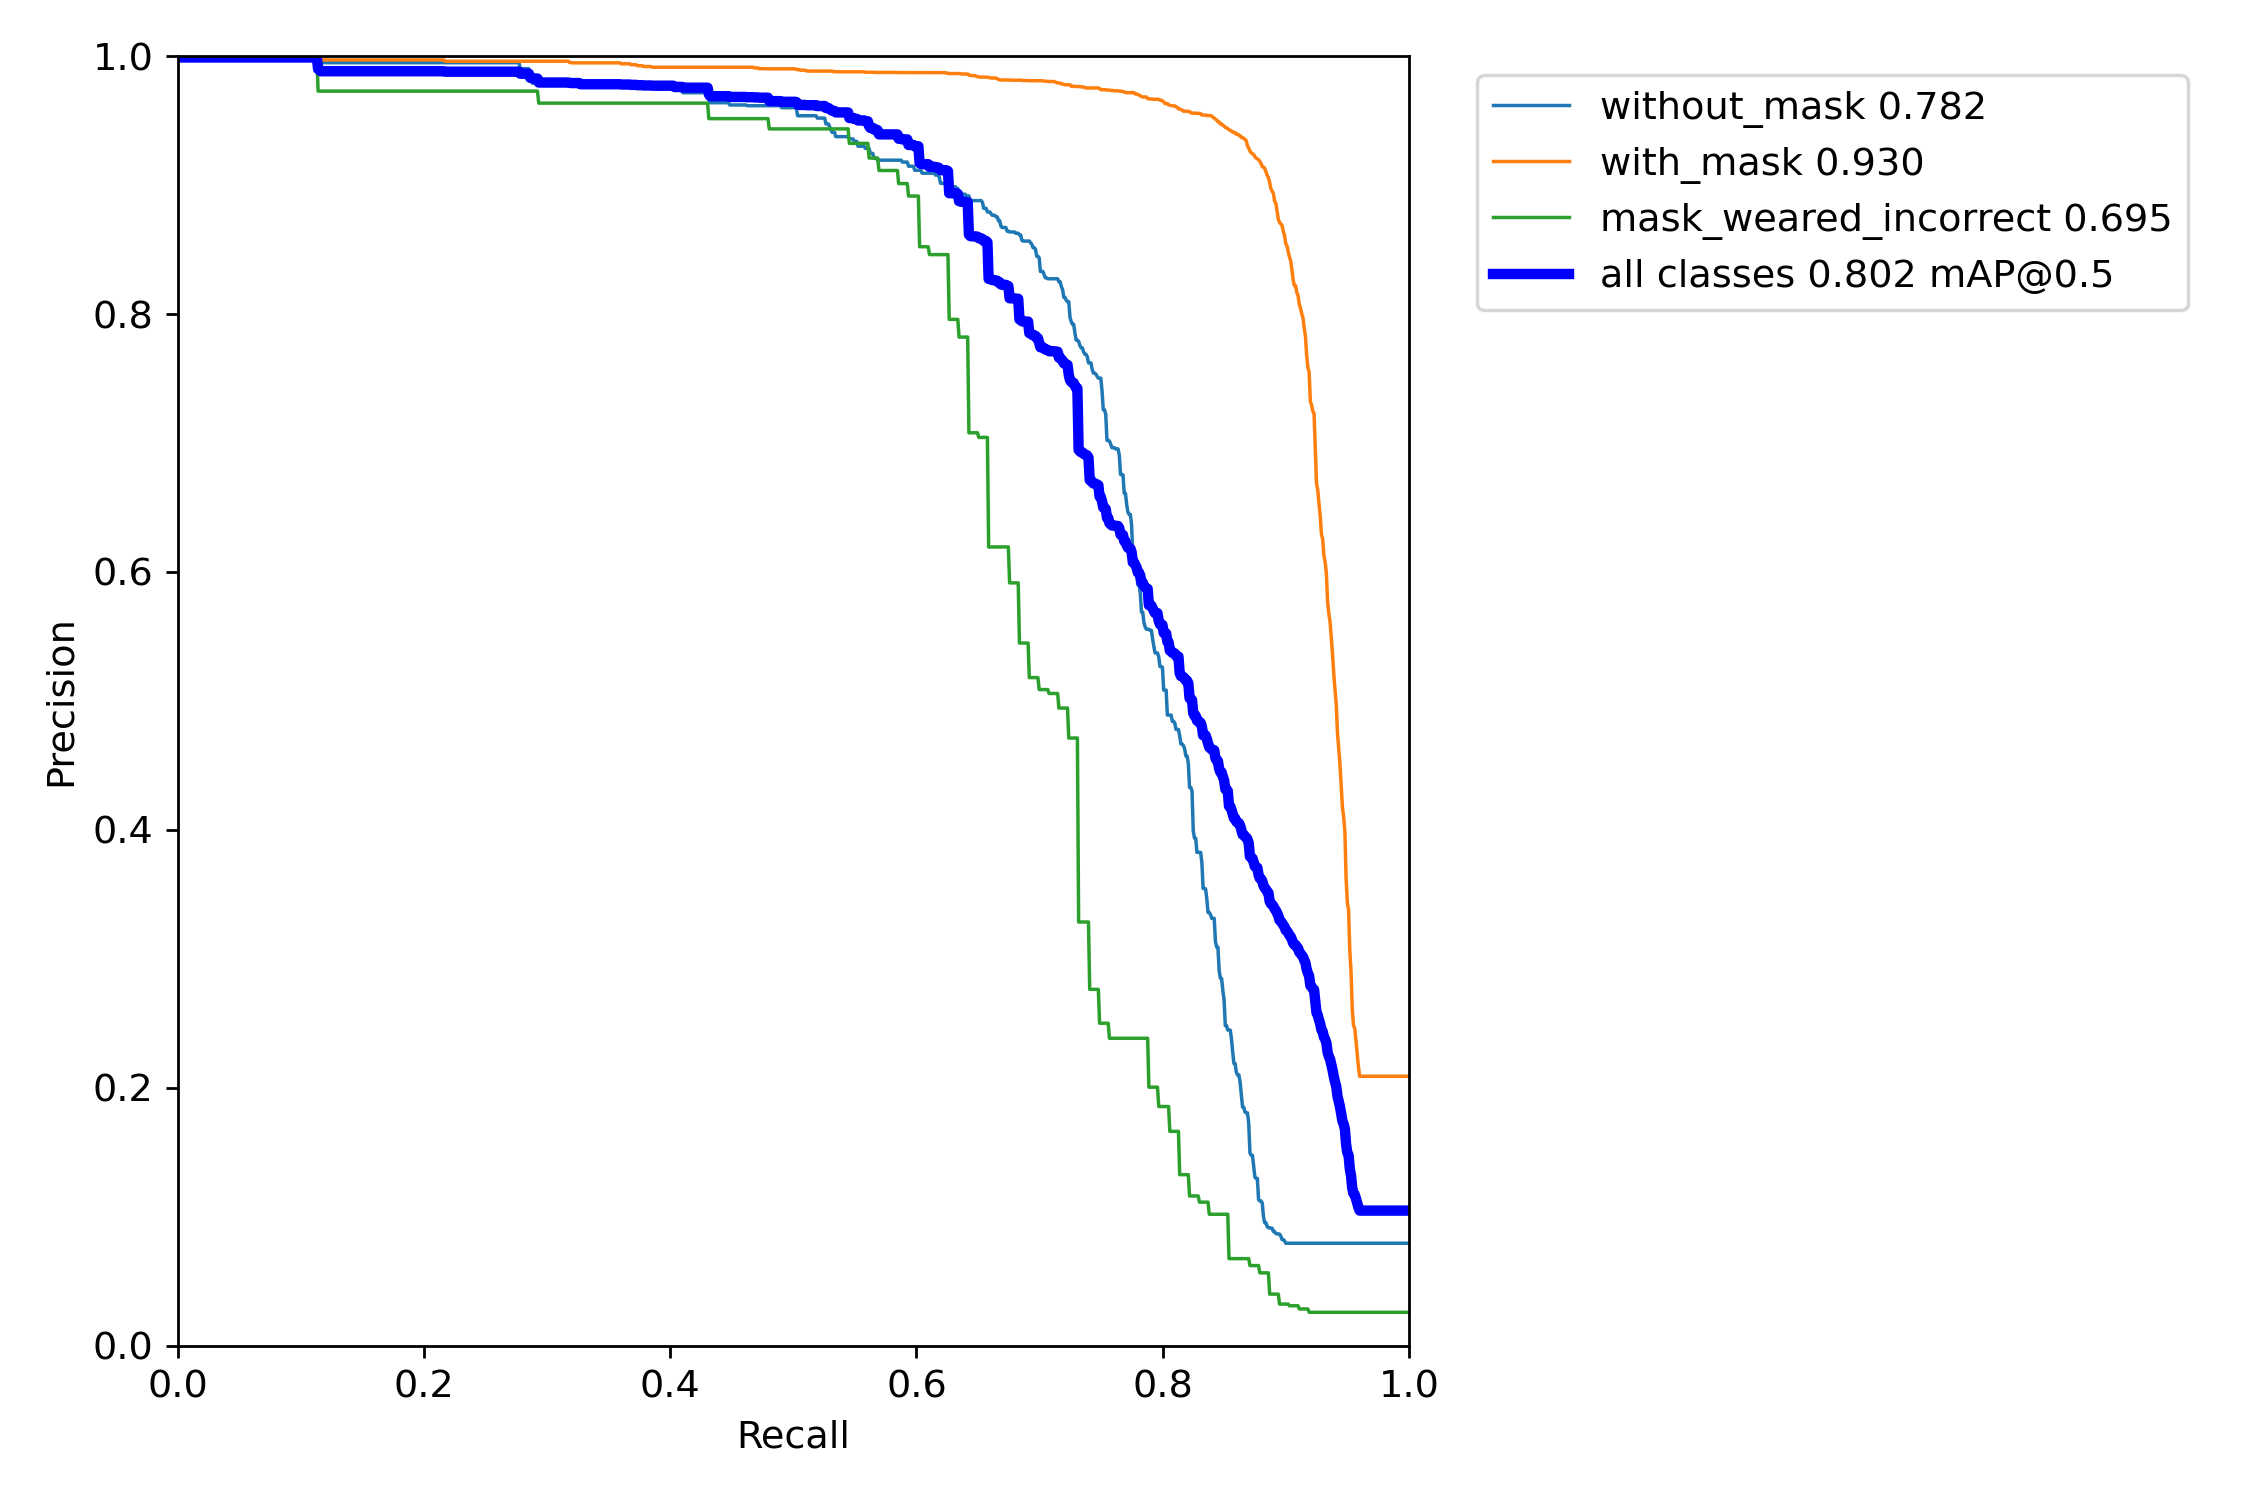 1.0
0.8
0.6
0.4
0.2
0.0
Precision
0.0 0.2 0.4 0.6 0.8 1.0
Recall
without_mask 0.782
with_mask 0.930
mask_weared_incorrect 0.695
all classes 0.802 mAP@0.5